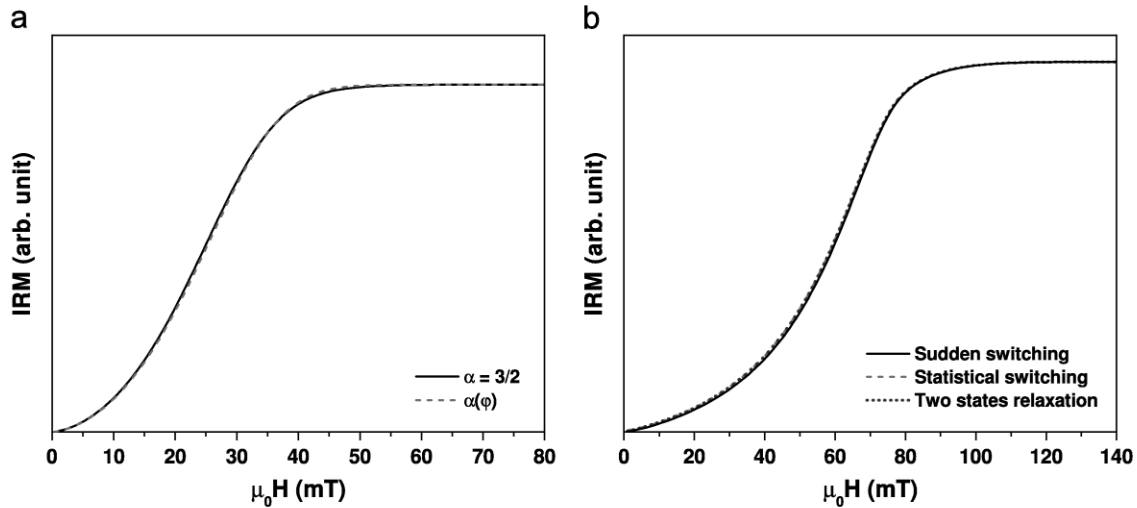 a
IRM (arb. unit)
α = 3/2
α(φ)
0 10 20 30 40 50 60 70 80
μ0H (mT)
b
IRM (arb. unit)
Sudden switching
Statistical switching
Two states relaxation
0 20 40 60 80 100 120 140
μ0H (mT)